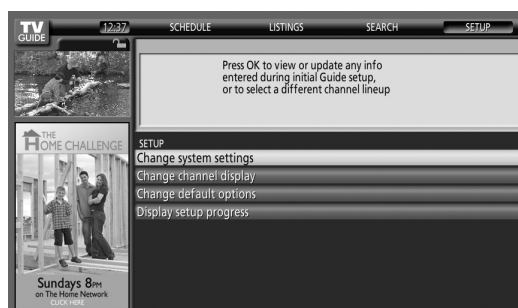 TV
GUIDE
12:37
SCHEDULE
LISTINGS
SEARCH
SETUP
Press OK to view or update any info
entered during initial Guide setup,
or to select a different channel lineup
THE
HOME CHALLENGE
Sundays 8PM
on The Home Network
CLICK HERE
SETUP
Change system settings
Change channel display
Change default options
Display setup progress